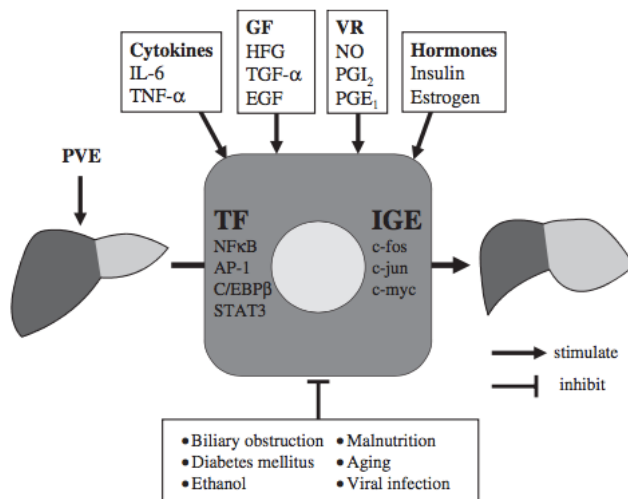 Cytokines
IL-6
TNF-α
GF
HFG
TGF-α
EGF
VR
NO
PGI₂
PGE₁
Hormones
Insulin
Estrogen
PVE
TF
NFκB
AP-1
C/EBPβ
STAT3
IGE
c-fos
c-jun
c-myc
stimulate
inhibit
• Biliary obstruction
• Diabetes mellitus
• Ethanol
• Malnutrition
• Aging
• Viral infection